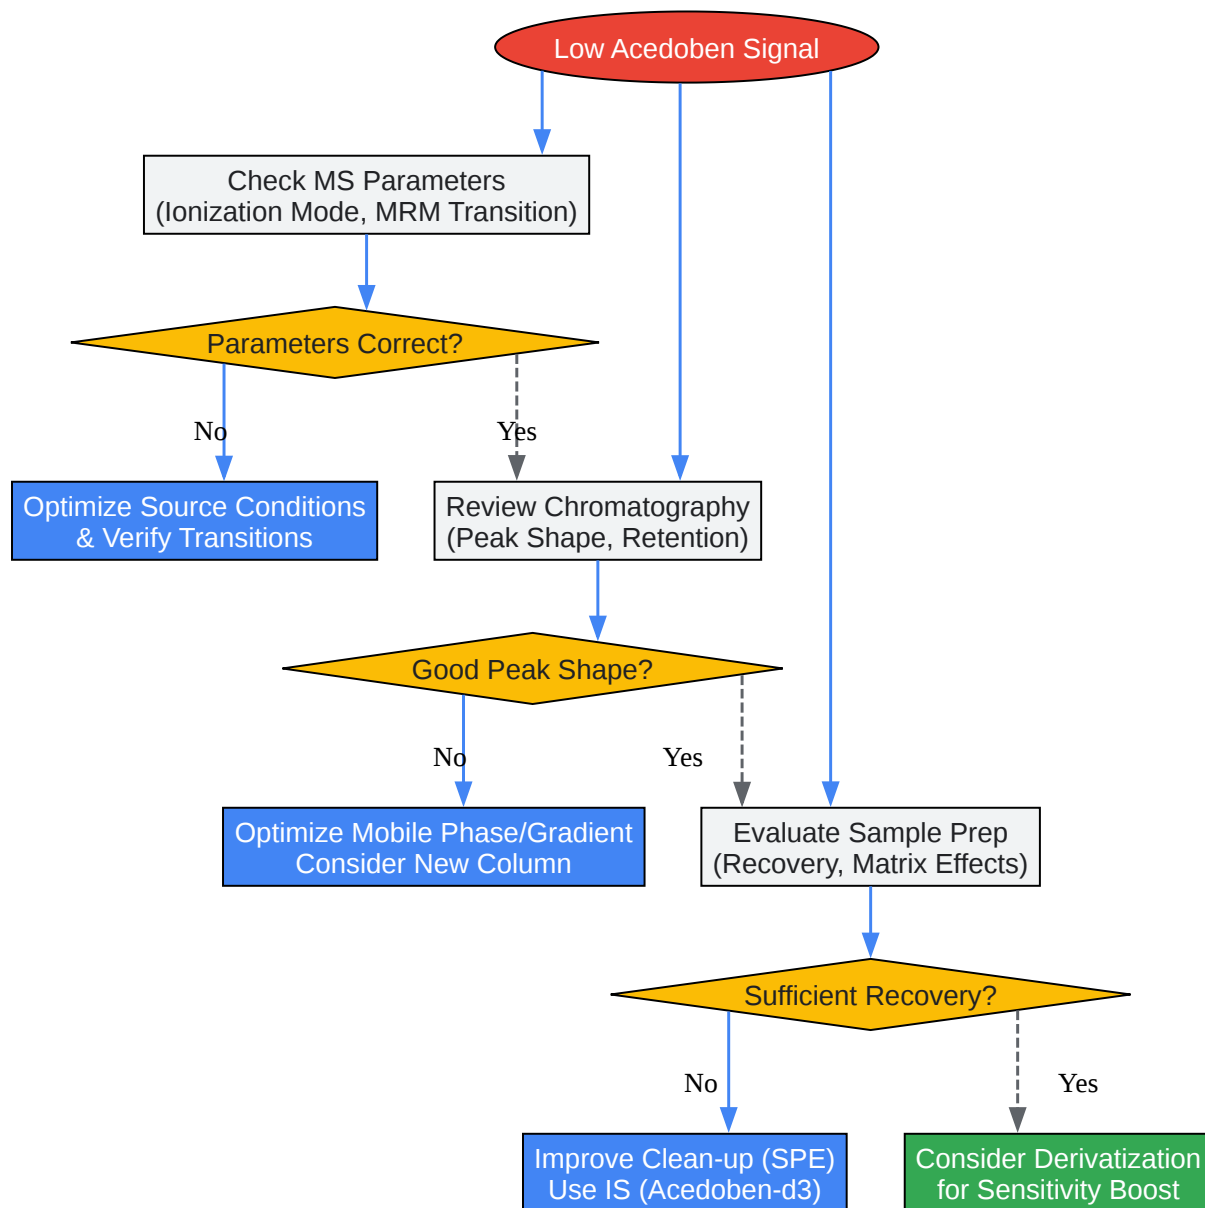 Low Acedoben Signal
Check MS Parameters
(Ionization Mode, MRM Transition)
Parameters Correct?
No
Yes
Optimize Source Conditions
& Verify Transitions
Review Chromatography
(Peak Shape, Retention)
Good Peak Shape?
No
Yes
Optimize Mobile Phase/Gradient
Consider New Column
Evaluate Sample Prep
(Recovery, Matrix Effects)
Sufficient Recovery?
No
Yes
Improve Clean-up (SPE)
Use IS (Acedoben-d3)
Consider Derivatization
for Sensitivity Boost